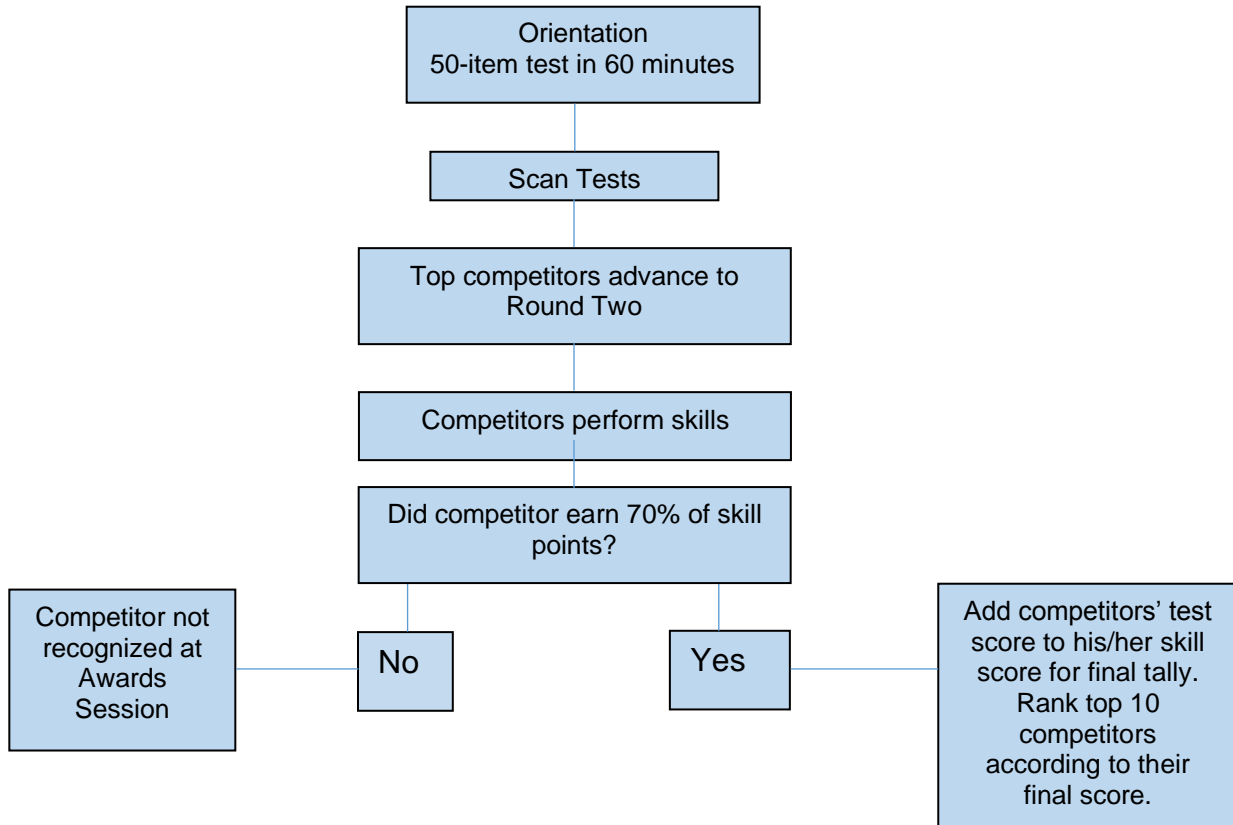 Orientation
50-item test in 60 minutes
Scan Tests
Top competitors advance to
Round Two
Competitors perform skills
Did competitor earn 70% of skill
points?
Competitor not
recognized at
Awards
Session
No
Yes
Add competitors’ test
score to his/her skill
score for final tally.
Rank top 10
competitors
according to their
final score.